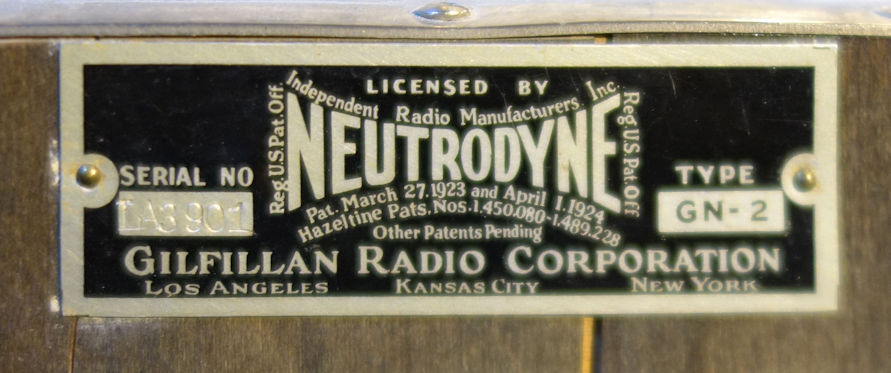 LICENSED BY
Independent Radio Manufacturers Inc.
Reg. U.S. Pat. Off.
NEUTRODYNE
Reg. U.S. Pat. Off
Pat. March 27, 1923 and April 1, 1924
Hazeltine Pats. Nos. 1,450,080-1,489,228
Other Patents Pending
SERIAL NO
TYPE
GN-2
GILFILLAN RADIO CORPORATION
LOS ANGELES KANSAS CITY NEW YORK